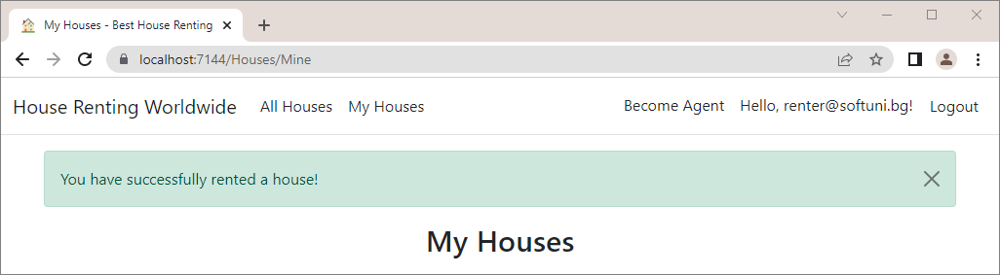 My Houses - Best House Renting
localhost:7144/Houses/Mine
House Renting Worldwide All Houses My Houses Become Agent Hello, renter@softuni.bg! Logout
You have successfully rented a house!
My Houses